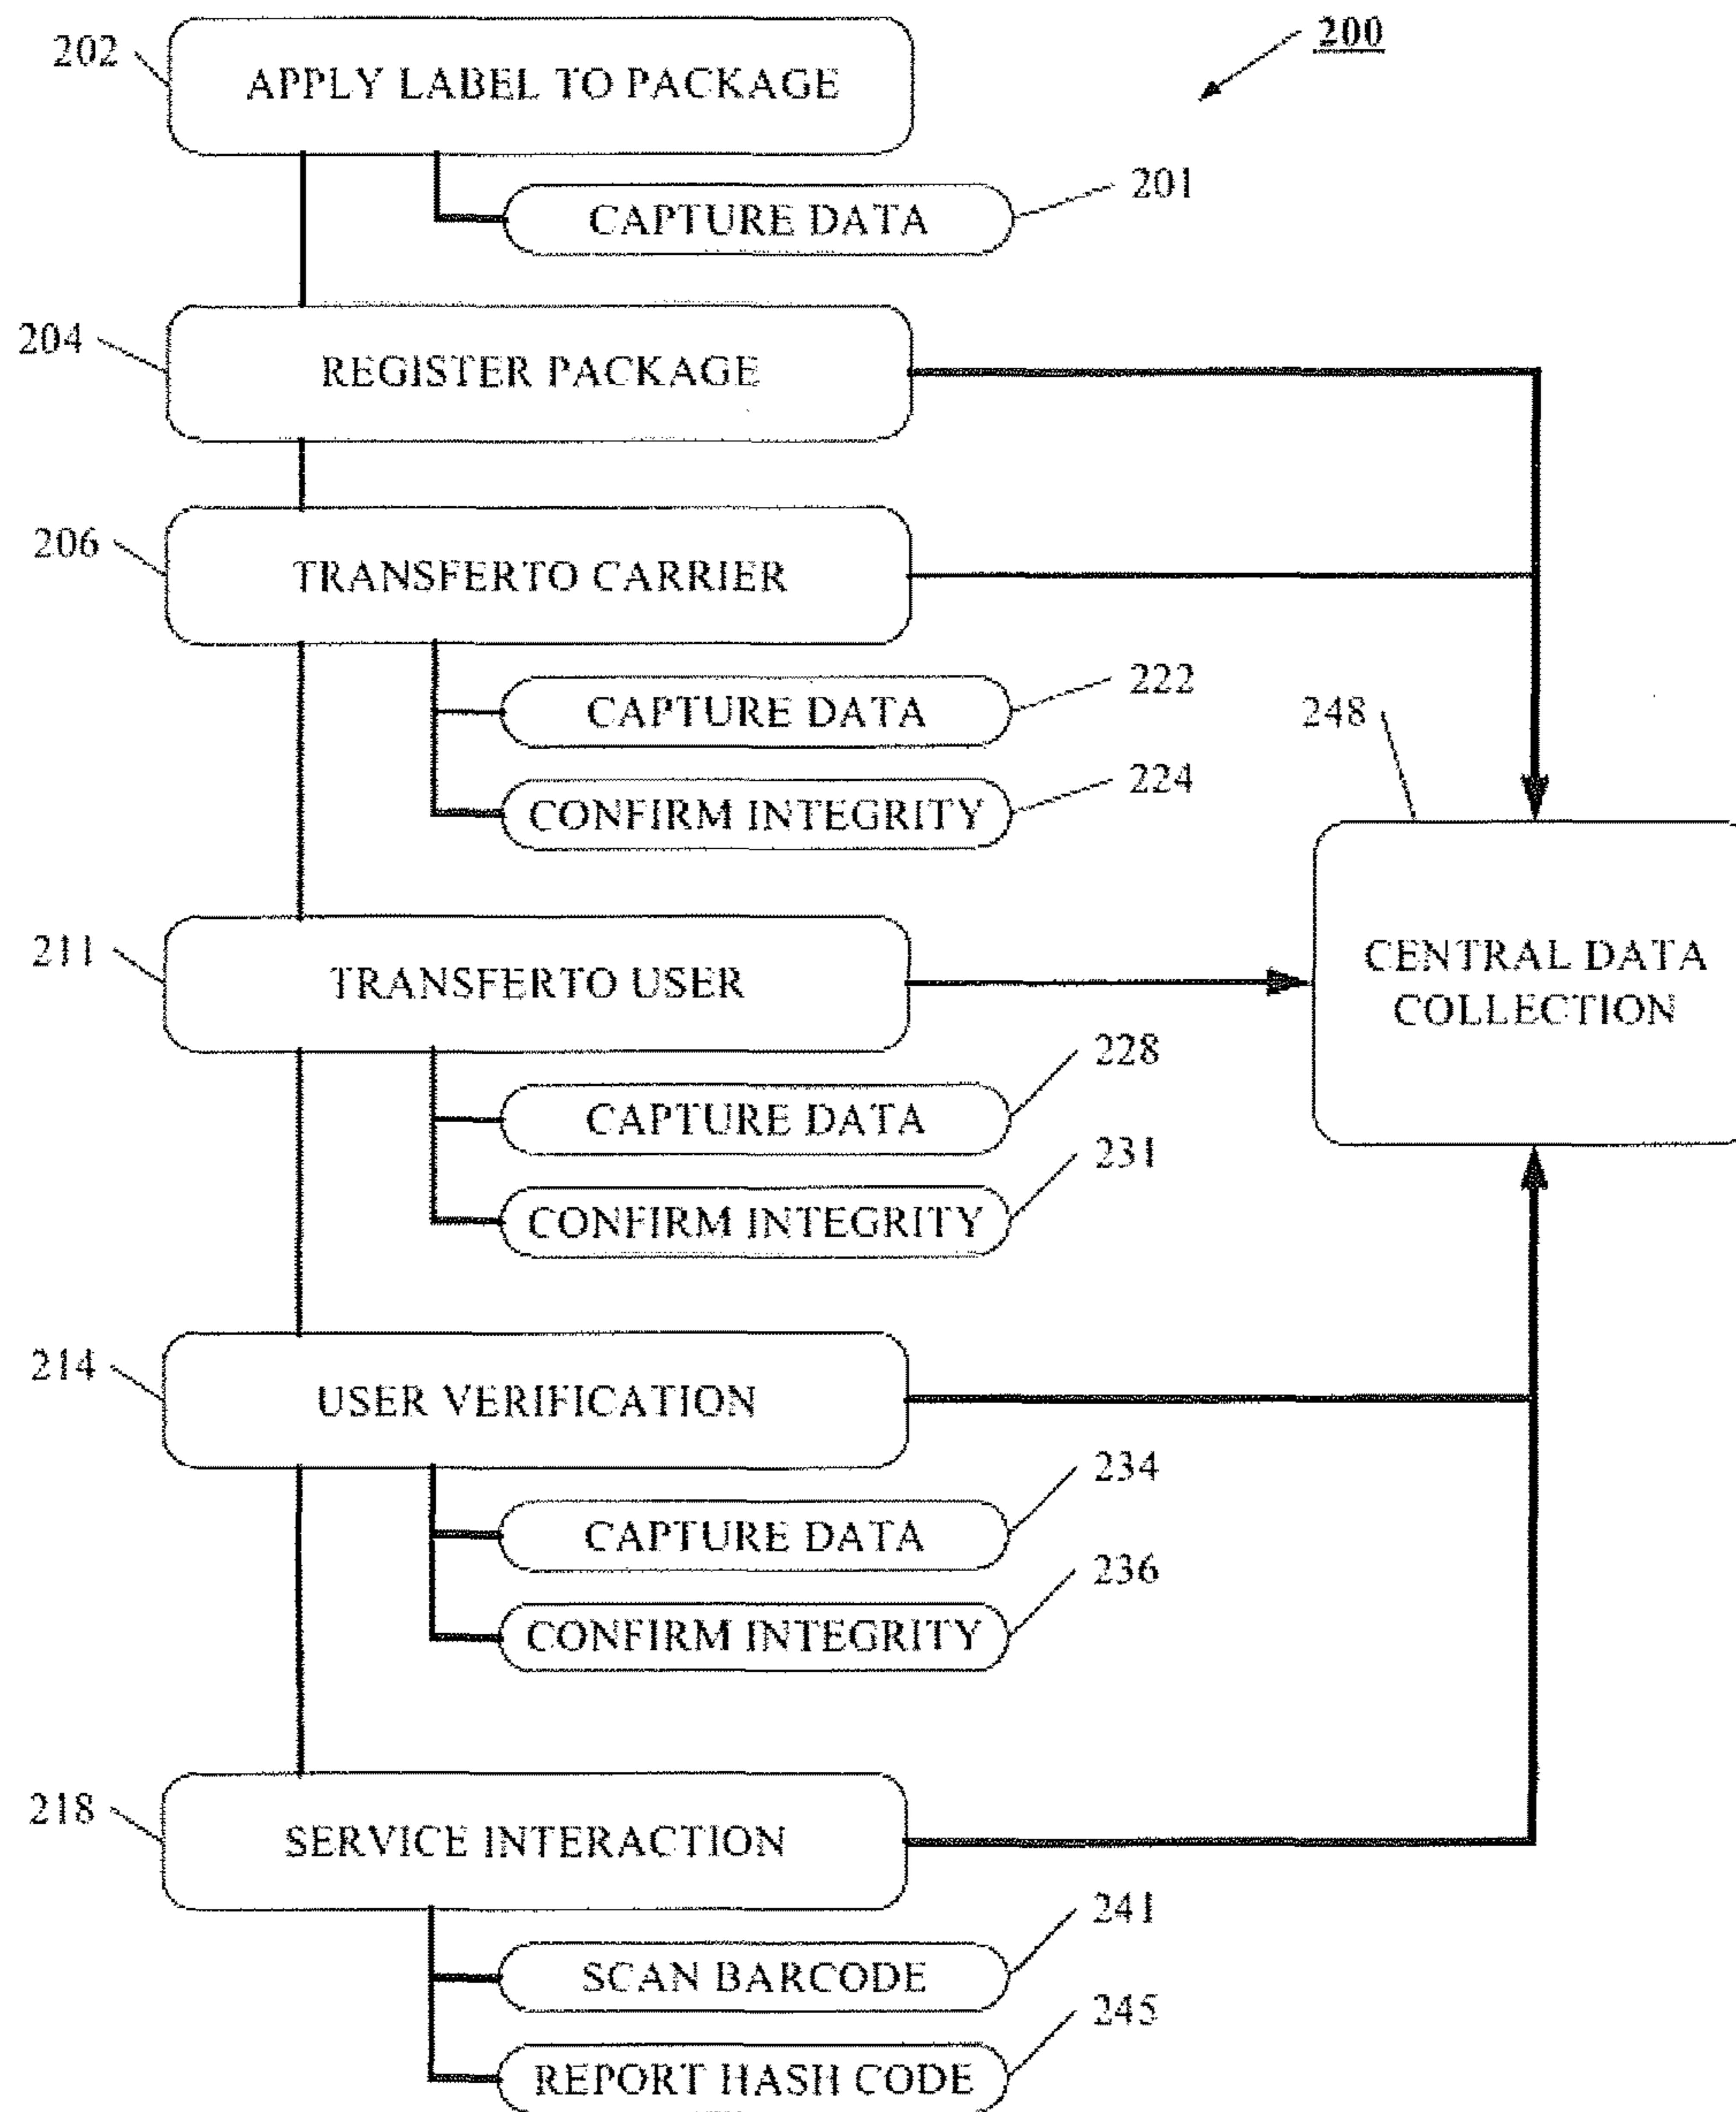 200
202
APPLY LABEL TO PACKAGE
201
CAPTURE DATA
204
REGISTER PACKAGE
206
TRANSFERTO CARRIER
222
CAPTURE DATA
248
224
CONFIRM INTEGRITY
211
TRANSFERTO USER
CENTRAL DATA
COLLECTION
228
CAPTURE DATA
231
CONFIRM INTEGRITY
214
USER VERIFICATION
234
CAPTURE DATA
236
CONFIRM INTEGRITY
218
SERVICE INTERACTION
241
SCAN BARCODE
245
REPORT HASH CODE